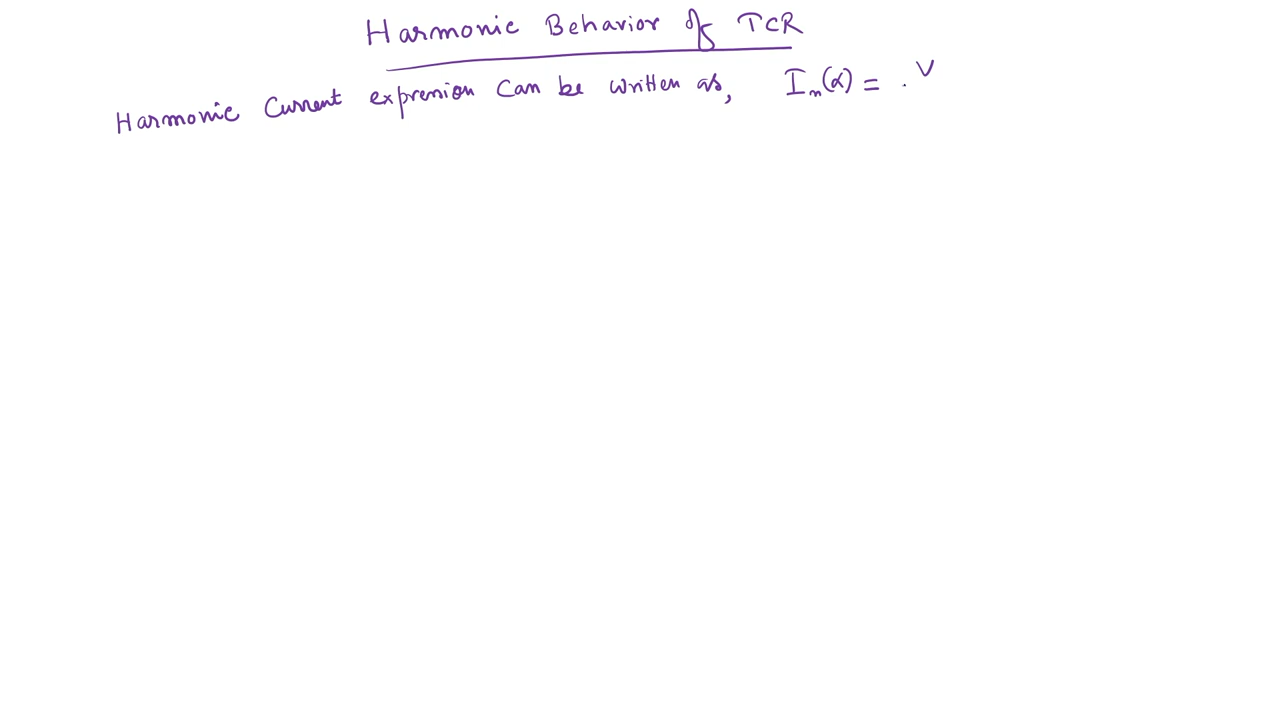 Harmonic Behavior of TCR
Harmonic Current expression can be written as, Iₙ(α) = . V